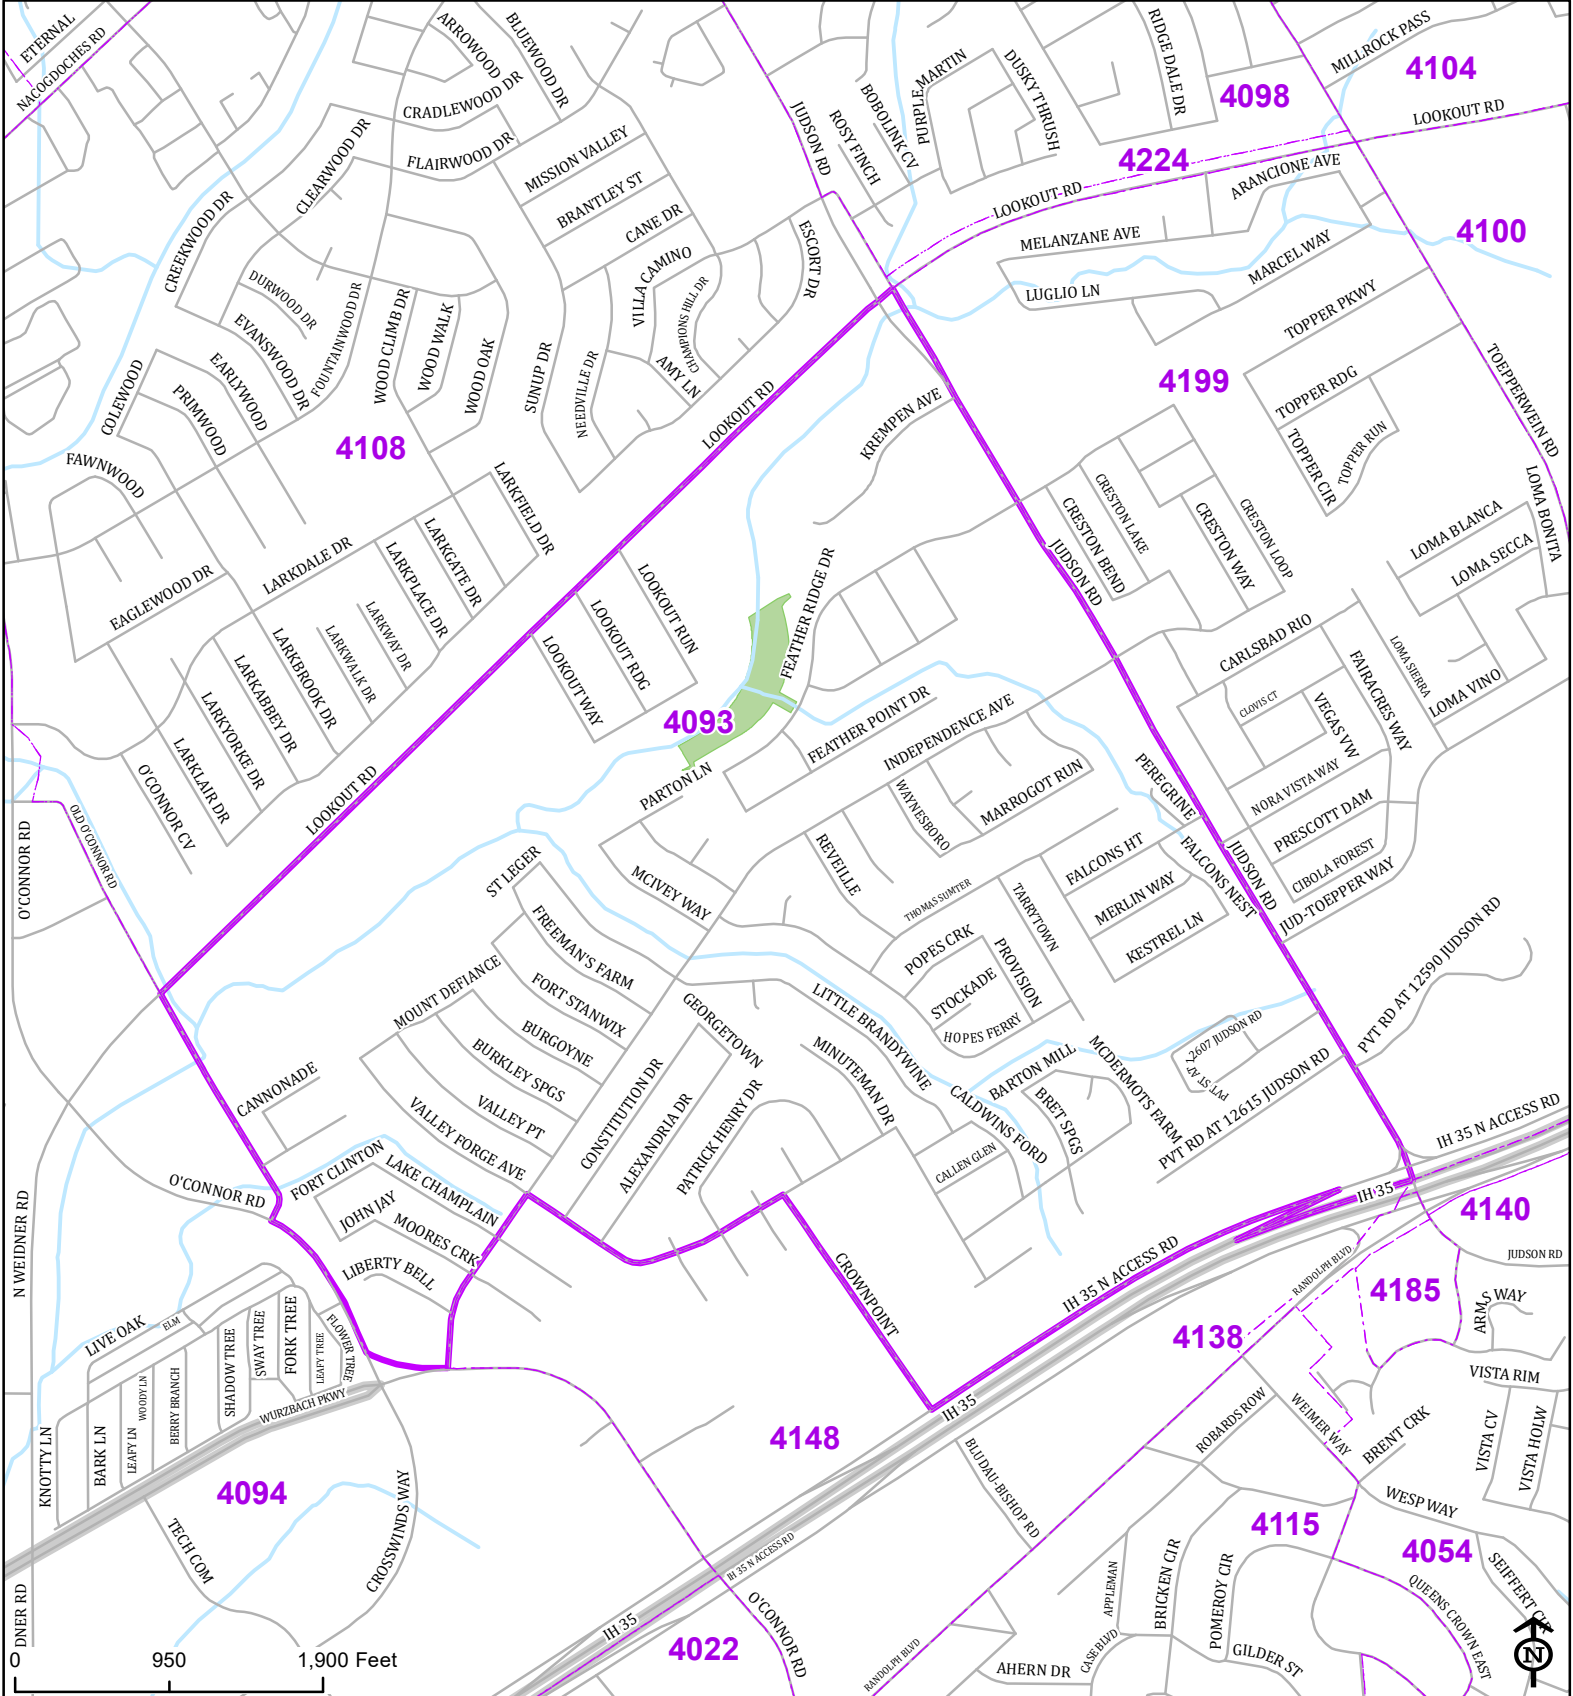 ETERNAL
NACOGDOCHES RD
ARROWOOD
BLUEWOOD DR
CRADLEWOOD DR
FLAIRWOOD DR
CLEARWOOD DR
CREEKWOOD DR
MISSION VALLEY
BRANTLEY ST
CANE DR
VILLA CAMINO
CHAMPIONS HILL DR
AMY LN
ESCORT DR
JUDSON RD
ROSY FINCH
BOBOLINK CV
PURPLE MARTIN
DUSKY THRUSH
RIDGE DALE DR
4098
MILLROCK PASS
4104
LOOKOUT RD
4224
LOOKOUT RD
ARANCIONE AVE
MELANZANE AVE
MARCEL WAY
LUGLIO LN
4100
TOPPER PKWY
4199
TOPPER RDG
TOPPER CIR
TOPPER RUN
TOEPPERWEIN RD
DURWOOD DR
EVANSWOOD DR
FOUNTAINWOOD DR
WOOD CLIMB DR
WOOD WALK
WOOD OAK
SUNUP DR
NEEDVILLE DR
COLEWOOD
EARLYWOOD
PRIMWOOD
FAWNWOOD
4108
LOOKOUT RD
KREMPEN AVE
LARKFIELD DR
LARKGATE DR
LARKPLACE DR
LARKDALE DR
EAGLEWOOD DR
LARKWAY DR
LARKWALK DR
LARKBROOK DR
LARKABBEY DR
LARKYORKE DR
LARKLAIR DR
O'CONNOR CV
LOOKOUT RD
LOOKOUT RUN
LOOKOUT RDG
LOOKOUT WAY
FEATHER RIDGE DR
4093
PARTON LN
FEATHER POINT DR
INDEPENDENCE AVE
JUDSON RD
CRESTON BEND
CRESTON LAKE
CRESTON WAY
CRESTON LOOP
LOMA BLANCA
LOMA SECCA
LOMA BONITA
CARLSBAD RIO
LOMA SIERRA
LOMA VINO
FAIRACRES WAY
CLOVIS CT
VEGAS VW
NORA VISTA WAY
PRESCOTT DAM
CIBOLA FOREST
JUD-TOEPPER WAY
JUDSON RD
PEREGRINE
FALCONS NEST
FALCONS HT
MERLIN WAY
KESTREL LN
MARROGOT RUN
WAYNESBORO
REVEILLE
THOMAS SUMTER
TARRYTOWN
POPES CRK
PROVISION
STOCKADE
HOPES FERRY
OLD O'CONNOR RD
O'CONNOR RD
ST LEGER
MCIVEY WAY
FREEMAN'S FARM
FORT STANWIX
MOUNT DEFIANCE
BURGOYNE
BURKLEY SPGS
VALLEY PT
VALLEY FORGE AVE
CANNONADE
GEORGETOWN
LITTLE BRANDYWINE
MINUTEMAN DR
CONSTITUTION DR
ALEXANDRIA DR
PATRICK HENRY DR
CALDWINS FORD
BARTON MILL
BRET SPGS
CALLEN GLEN
MCDERMOTS FARM
PVT ST AT 12607 JUDSON RD
PVT RD AT 12615 JUDSON RD
PVT RD AT 12590 JUDSON RD
IH 35 N ACCESS RD
IH 35
FORT CLINTON
LAKE CHAMPLAIN
JOHN JAY
MOORES CRK
LIBERTY BELL
O'CONNOR RD
N WEIDNER RD
CROWNPOINT
IH 35 N ACCESS RD
RANDOLPH BLVD
4140
JUDSON RD
4185
ARMS WAY
4138
VISTA RIM
LIVE OAK
ELM
SHADOW TREE
SWAY TREE
FORK TREE
LEAFY TREE
FLOWER TREE
WURZBACH PKWY
KNOTTY LN
BARK LN
LEAFY LN
WOODY LN
BERRY BRANCH
4094
TECH COM
CROSSWINDS WAY
4148
IH 35
BLUDAU-BISHOP RD
ROBARDS ROW
WEIMER WAY
BRENT CRK
VISTA CV
VISTA HOLW
WESP WAY
4115
4054
SEIFFERT CIR
QUEENS CROWN EAST
APPLEMAN
BRICKEN CIR
POMEROY CIR
GILDER ST
CASE BLVD
AHERN DR
RANDOLPH BLVD
IH 35 N ACCESS RD
O'CONNOR RD
IH 35
4022
DNER RD
0 950 1,900 Feet
N